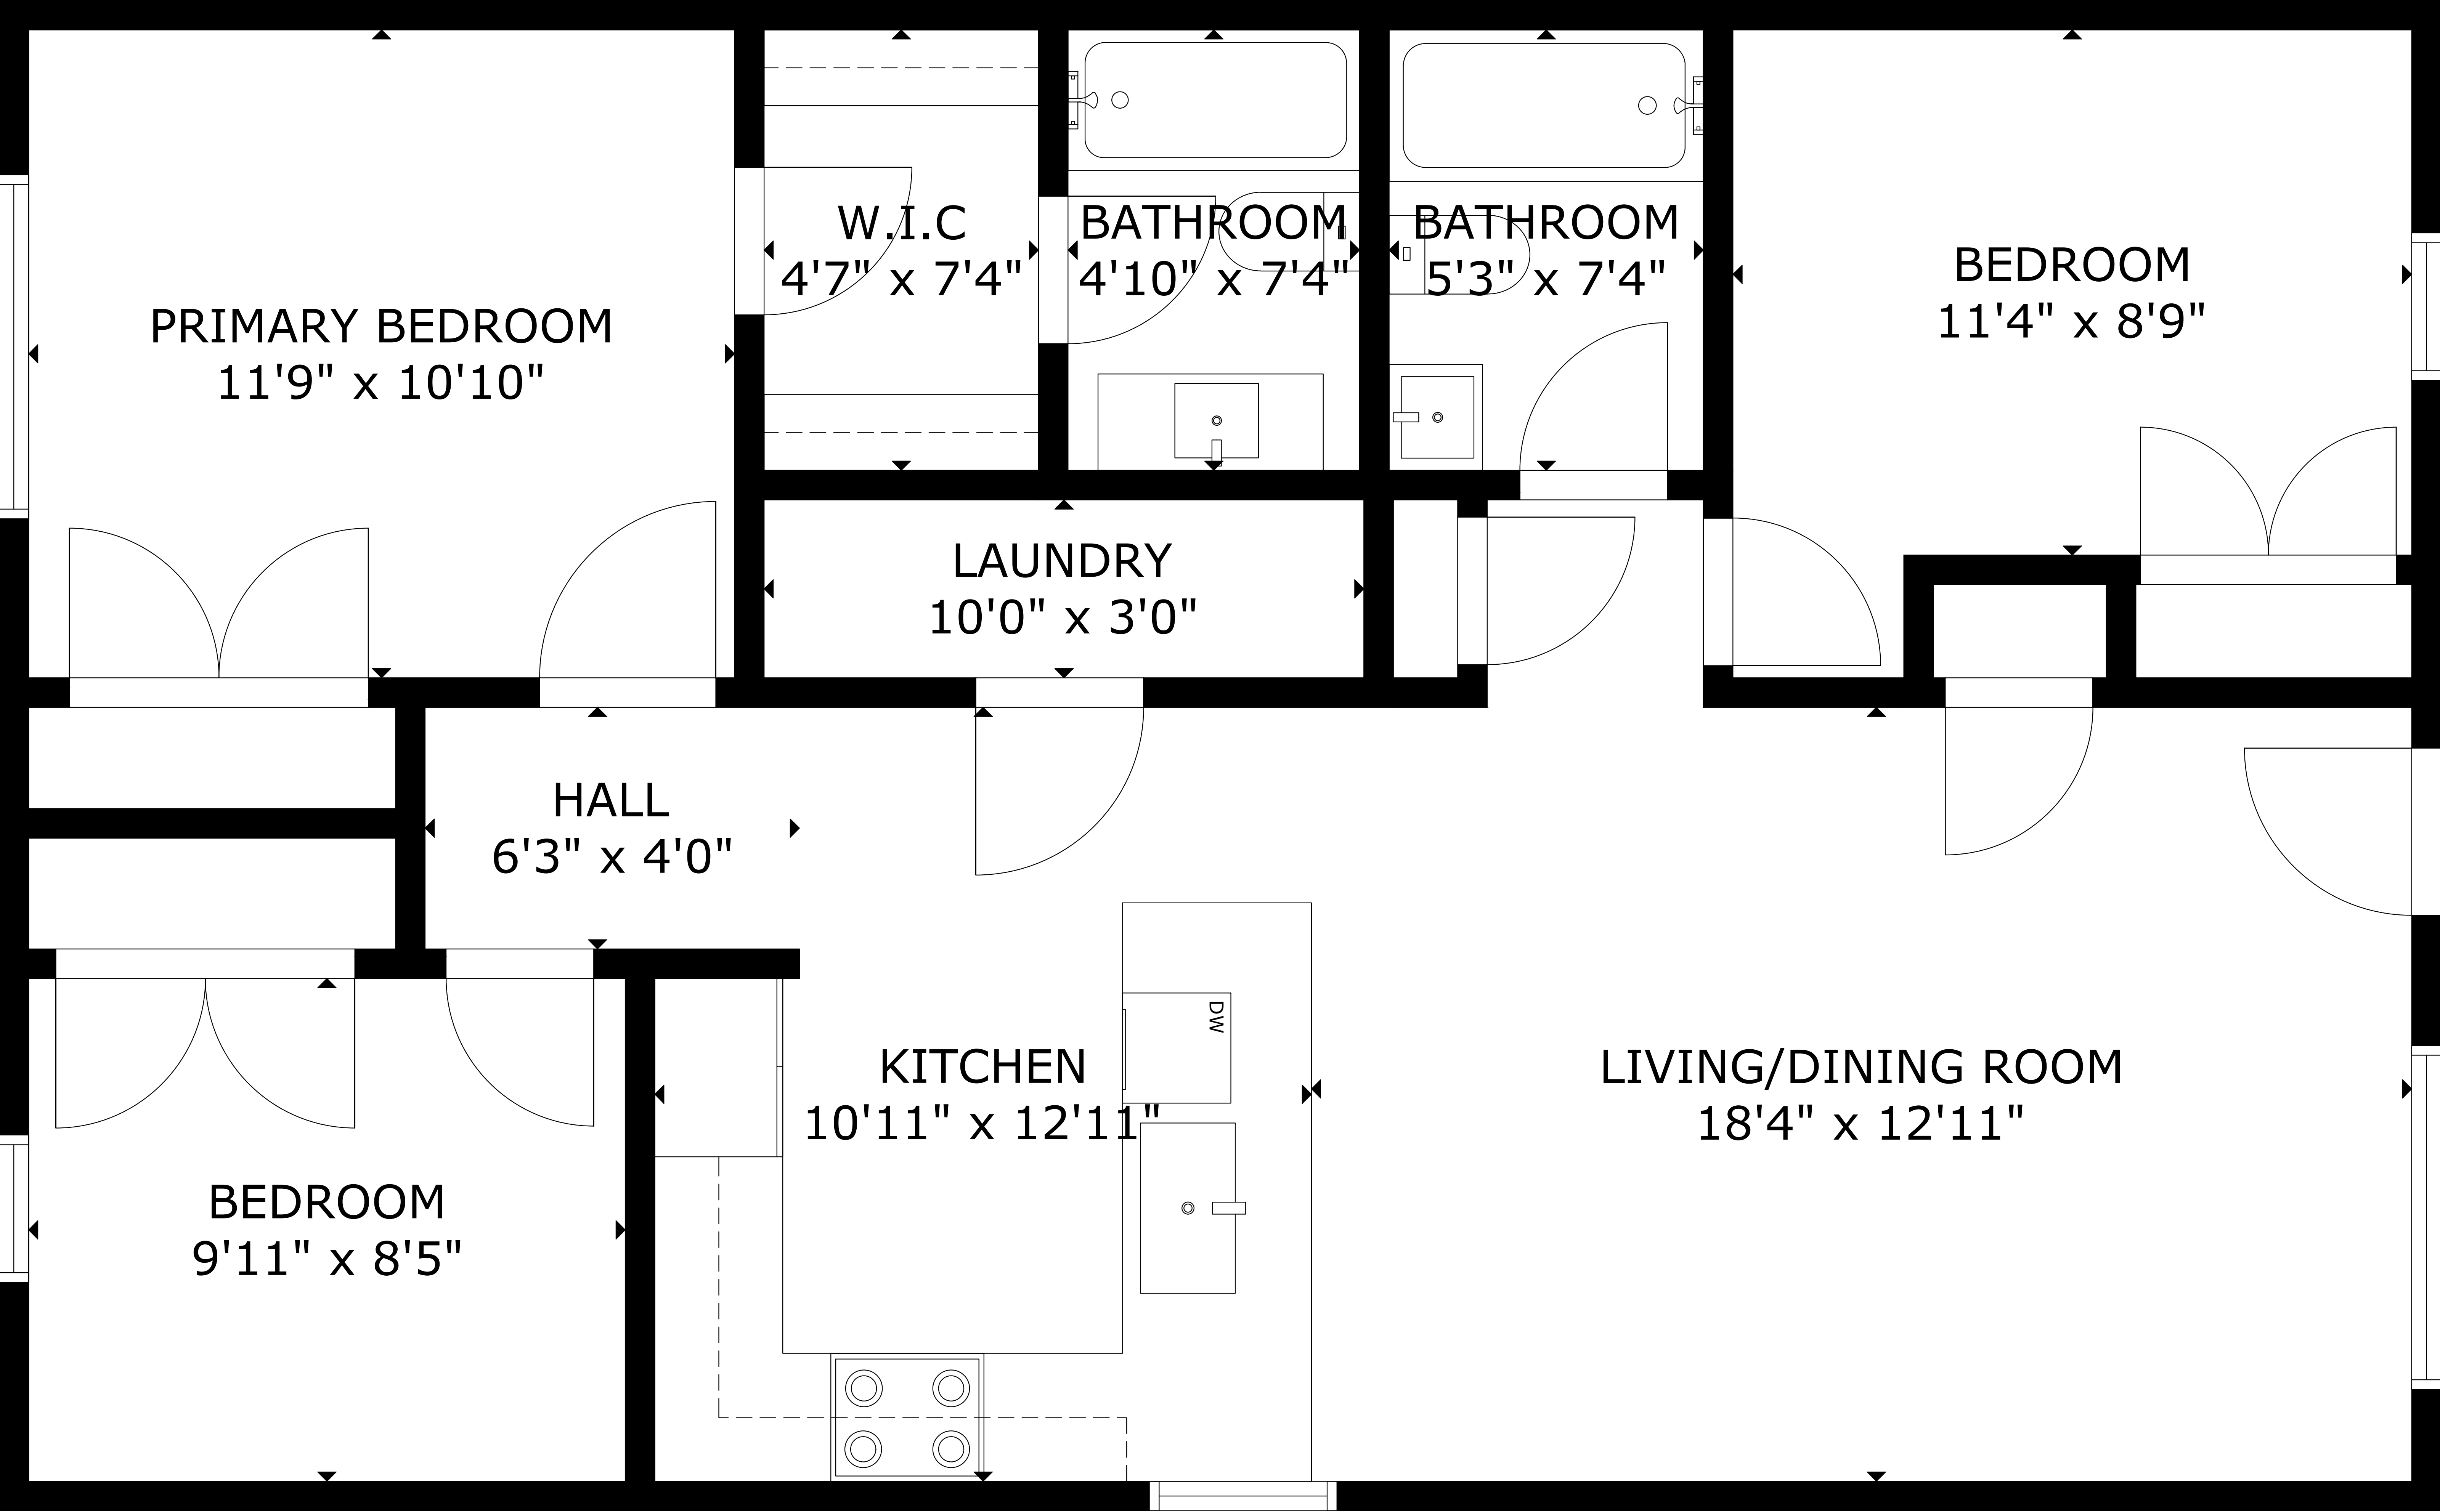 W.I.C
4'7" x 7'4"
BATHROOM
4'10" x 7'4"
BATHROOM
5'3" x 7'4"
BEDROOM
11'4" x 8'9"
PRIMARY BEDROOM
11'9" x 10'10"
LAUNDRY
10'0" x 3'0"
HALL
6'3" x 4'0"
DW
KITCHEN
10'11" x 12'11"
LIVING/DINING ROOM
18'4" x 12'11"
BEDROOM
9'11" x 8'5"